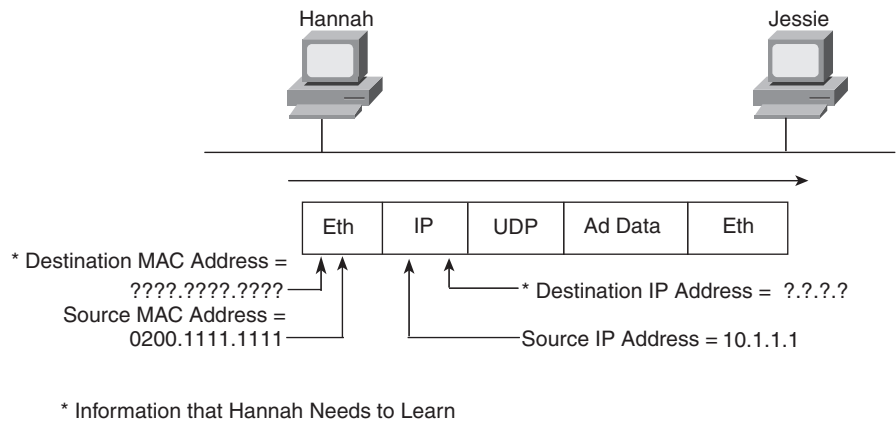 Hannah
Jessie
Eth
IP
UDP
Ad Data
Eth
* Destination MAC Address =
????.????.????
Source MAC Address =
0200.1111.1111
* Destination IP Address = ?.?.?.?
Source IP Address = 10.1.1.1
* Information that Hannah Needs to Learn